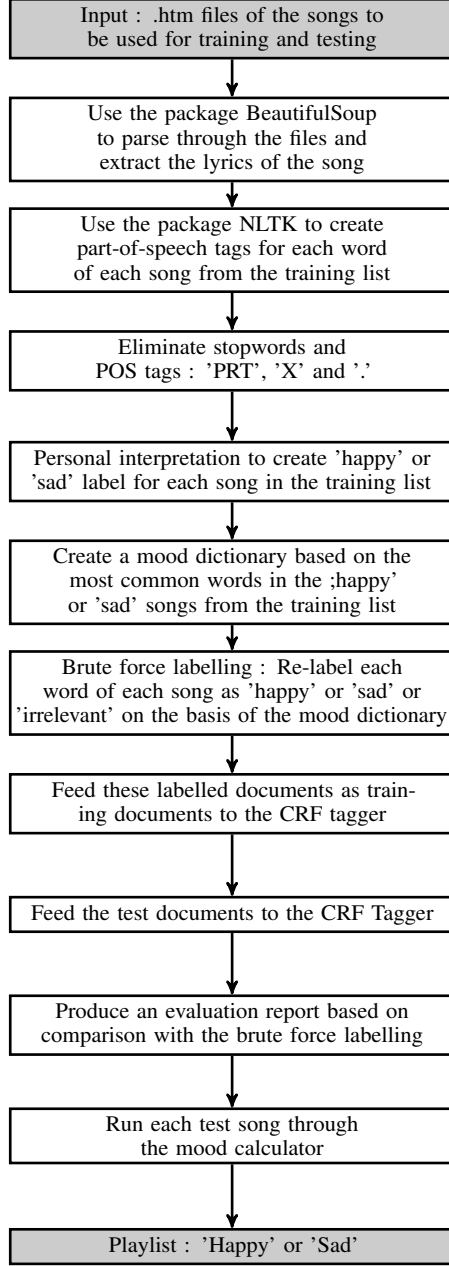 Input : .htm files of the songs to
be used for training and testing
Use the package BeautifulSoup
to parse through the files and
extract the lyrics of the song
Use the package NLTK to create
part-of-speech tags for each word
of each song from the training list
Eliminate stopwords and
POS tags : 'PRT', 'X' and '.'
Personal interpretation to create 'happy' or
'sad' label for each song in the training list
Create a mood dictionary based on the
most common words in the ;happy'
or 'sad' songs from the training list
Brute force labelling : Re-label each
word of each song as 'happy' or 'sad' or
'irrelevant' on the basis of the mood dictionary
Feed these labelled documents as train-
ing documents to the CRF tagger
Feed the test documents to the CRF Tagger
Produce an evaluation report based on
comparison with the brute force labelling
Run each test song through
the mood calculator
Playlist : 'Happy' or 'Sad'